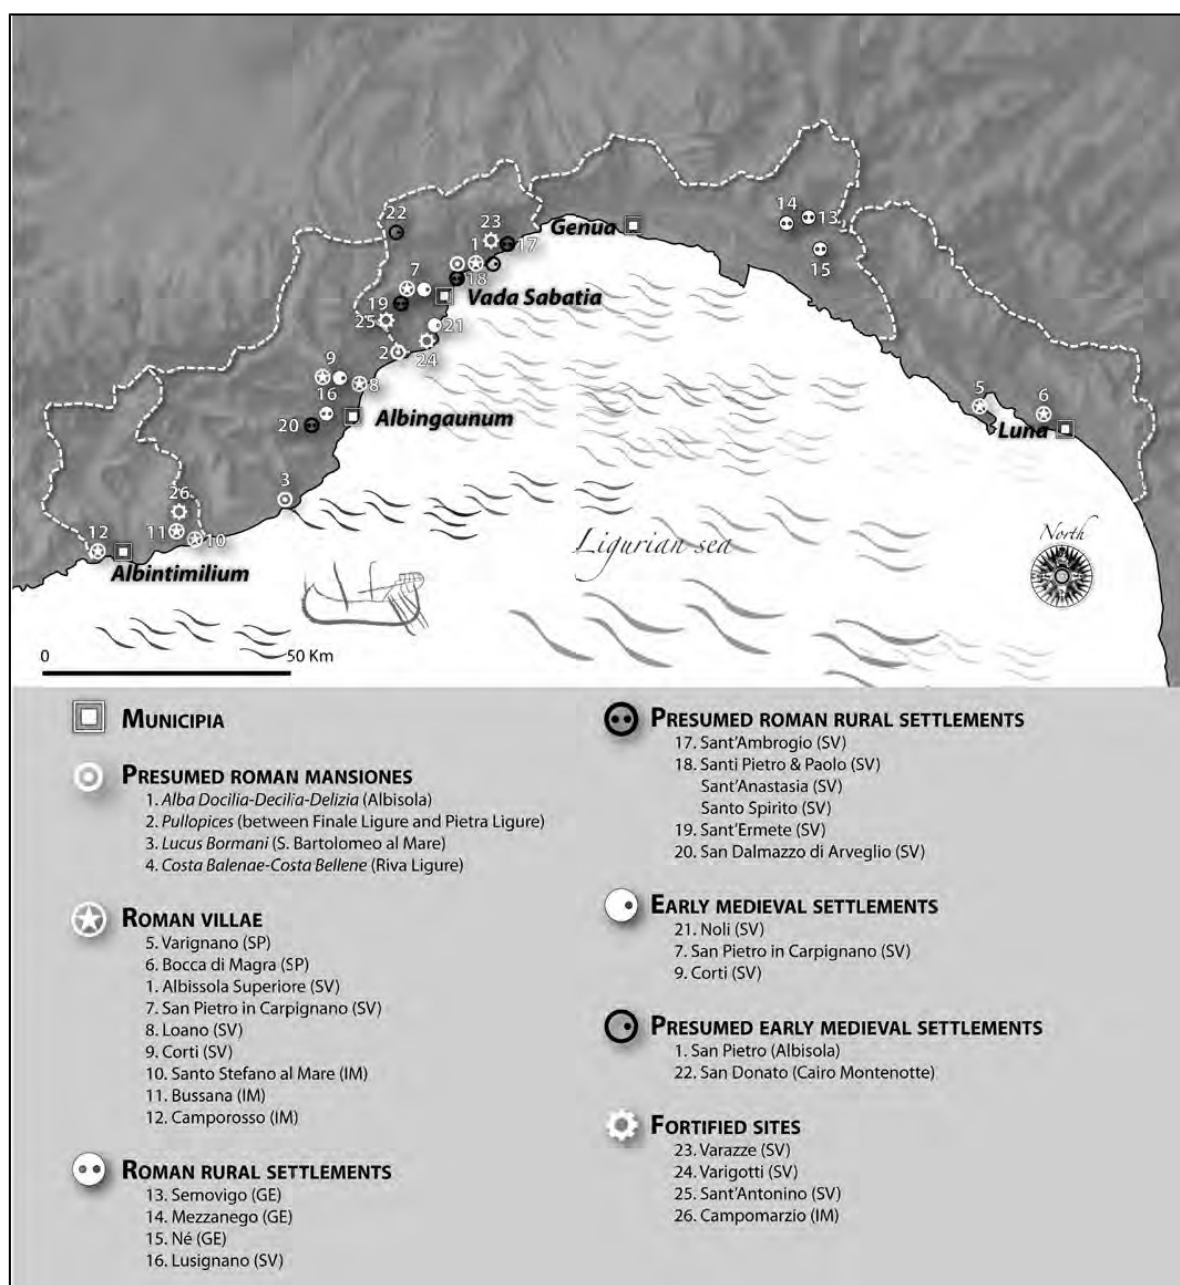 22
23
1
17
14
13
Genua
15
7
18
Vada Sabatia
19
25
21
2
24
9
8
16
20
Albingaunum
5
6
Luna
3
26
11
10
12
Albintimilium
Ligurian sea
North
0
50 Km
MUNICIPIA
PRESUMED ROMAN MANSIONES
1. Alba Docilia-Decilia-Delizia (Albisola)
2. Pullopices (between Finale Ligure and Pietra Ligure)
3. Lucus Bormani (S. Bartolomeo al Mare)
4. Costa Balenae-Costa Bellene (Riva Ligure)
ROMAN VILLAE
5. Varignano (SP)
6. Bocca di Magra (SP)
1. Albissola Superiore (SV)
7. San Pietro in Carpignano (SV)
8. Loano (SV)
9. Corti (SV)
10. Santo Stefano al Mare (IM)
11. Bussana (IM)
12. Camporosso (IM)
ROMAN RURAL SETTLEMENTS
13. Semovigo (GE)
14. Mezzanego (GE)
15. Né (GE)
16. Lusignano (SV)
PRESUMED ROMAN RURAL SETTLEMENTS
17. Sant'Ambrogio (SV)
18. Santi Pietro & Paolo (SV)
Sant'Anastasia (SV)
Santo Spirito (SV)
19. Sant'Ermete (SV)
20. San Dalmazzo di Arveglio (SV)
EARLY MEDIEVAL SETTLEMENTS
21. Noli (SV)
7. San Pietro in Carpignano (SV)
9. Corti (SV)
PRESUMED EARLY MEDIEVAL SETTLEMENTS
1. San Pietro (Albisola)
22. San Donato (Cairo Montenotte)
FORTIFIED SITES
23. Varazze (SV)
24. Varigotti (SV)
25. Sant'Antonino (SV)
26. Campomarzio (IM)